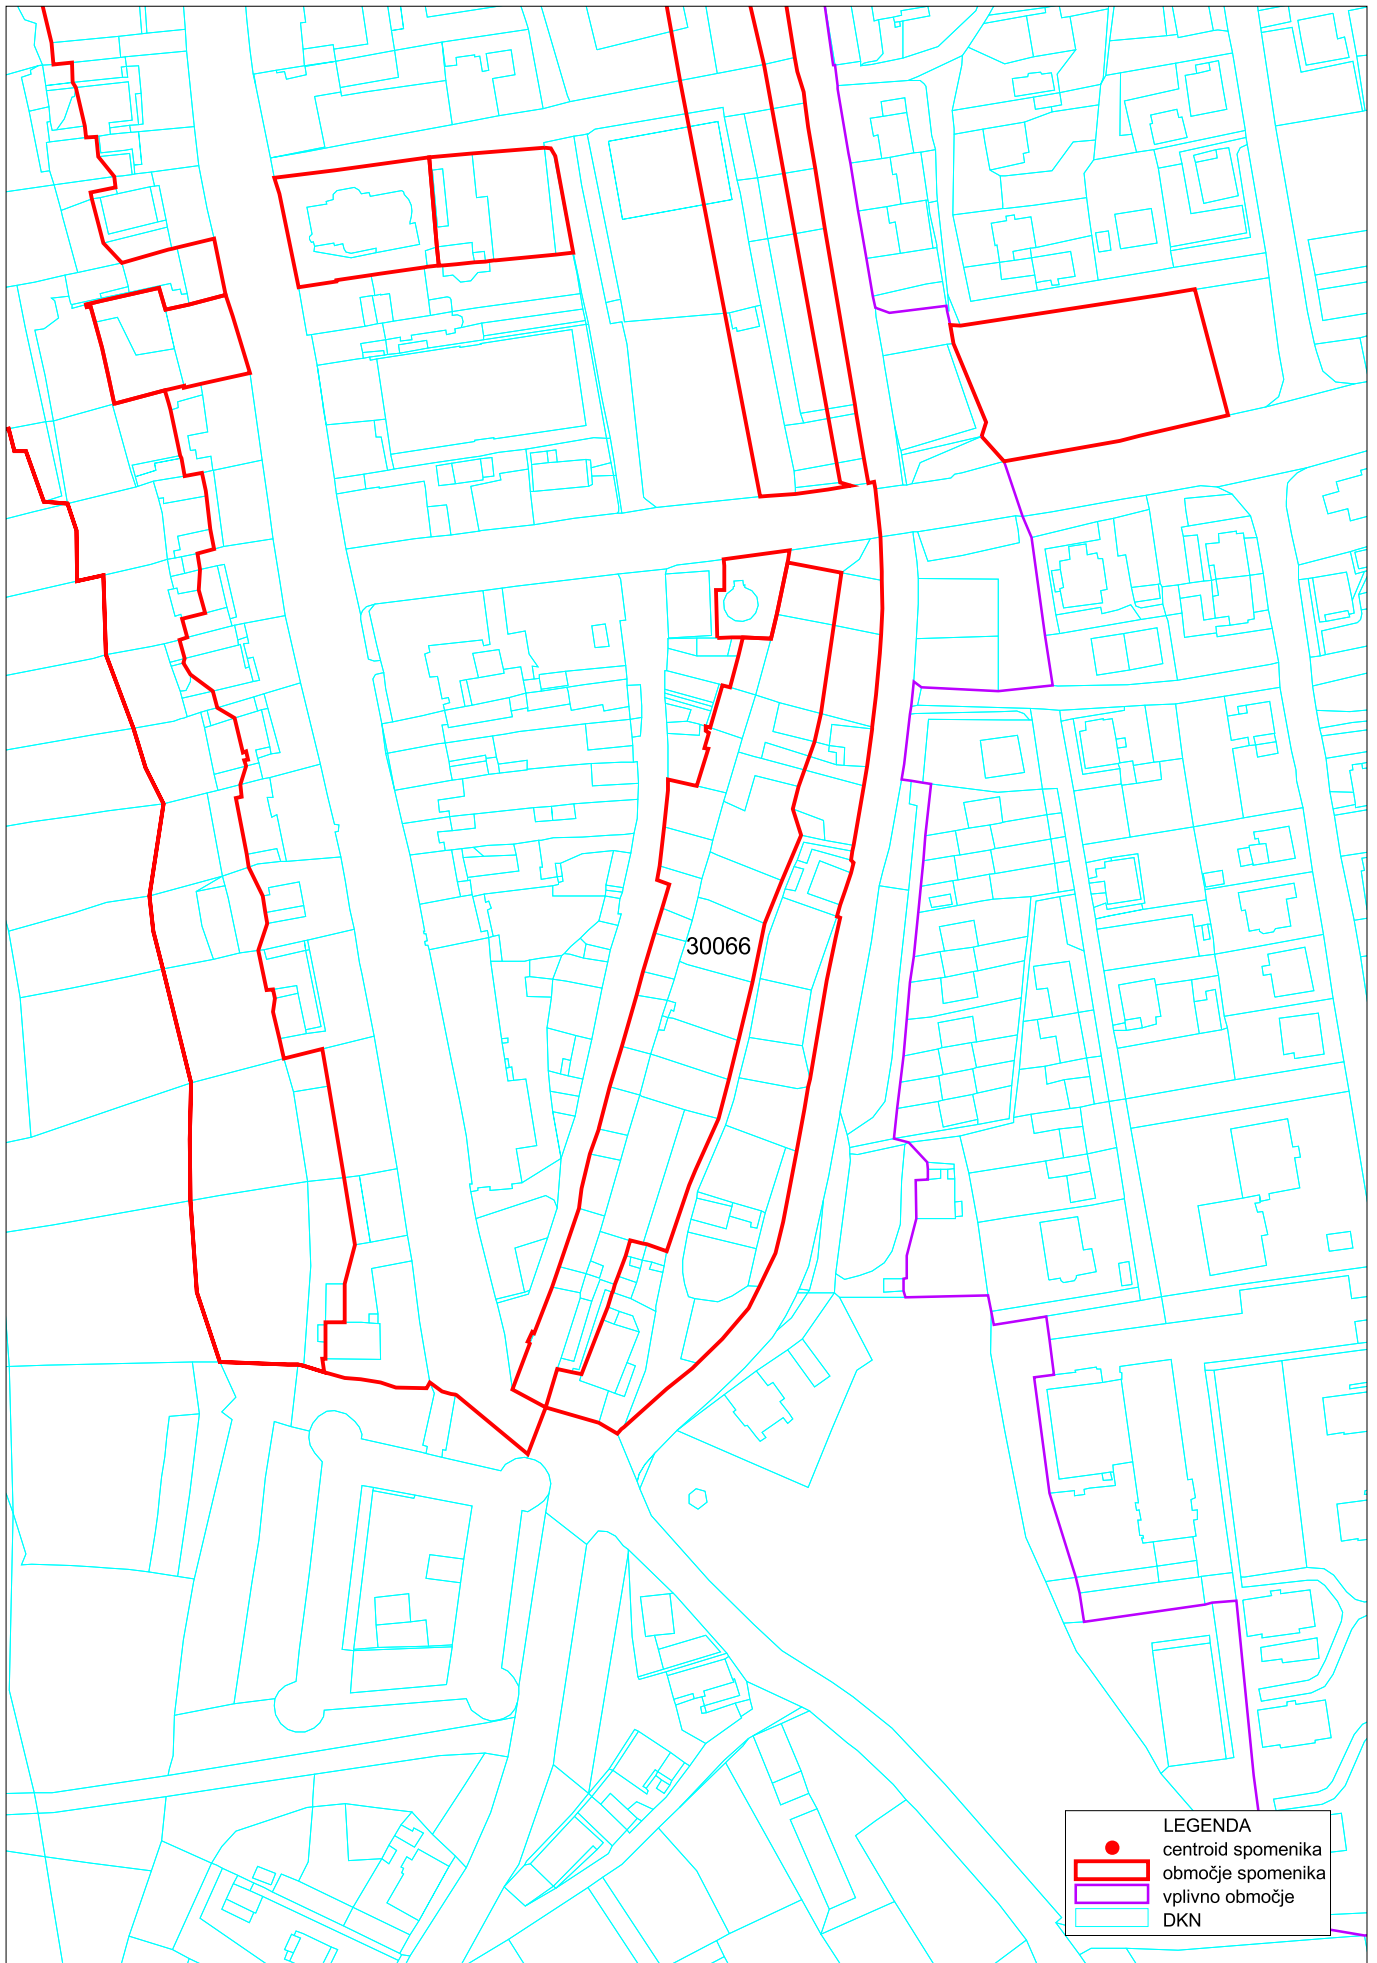 30066
LEGENDA
centroid spomenika
območje spomenika
vplivno območje
DKN